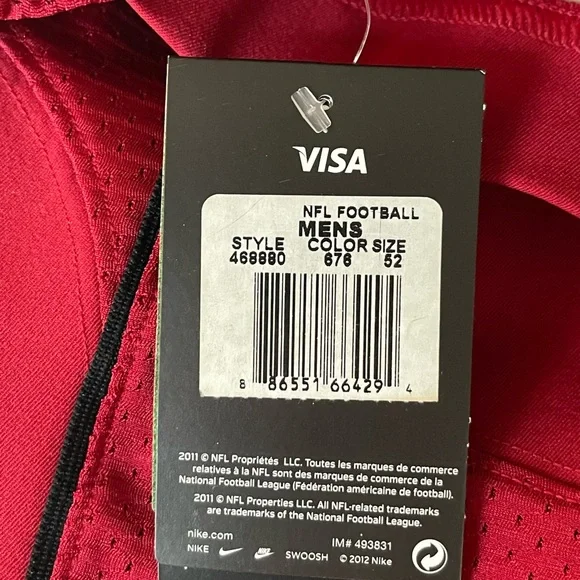 VISA
NFL FOOTBALL
MENS
STYLE COLOR SIZE
468880 676 52
8 86551 66429 4
2011 © NFL Propriétés LLC. Toutes les marques de commerce
relatives à la NFL sont des marques de commerce de la
National Football League (Fédération américaine de football).
2011 © NFL Properties LLC. All NFL-related trademarks
are trademarks of the National Football League.
nike.com IM# 493831
NIKE SWOOSH © 2012 Nike